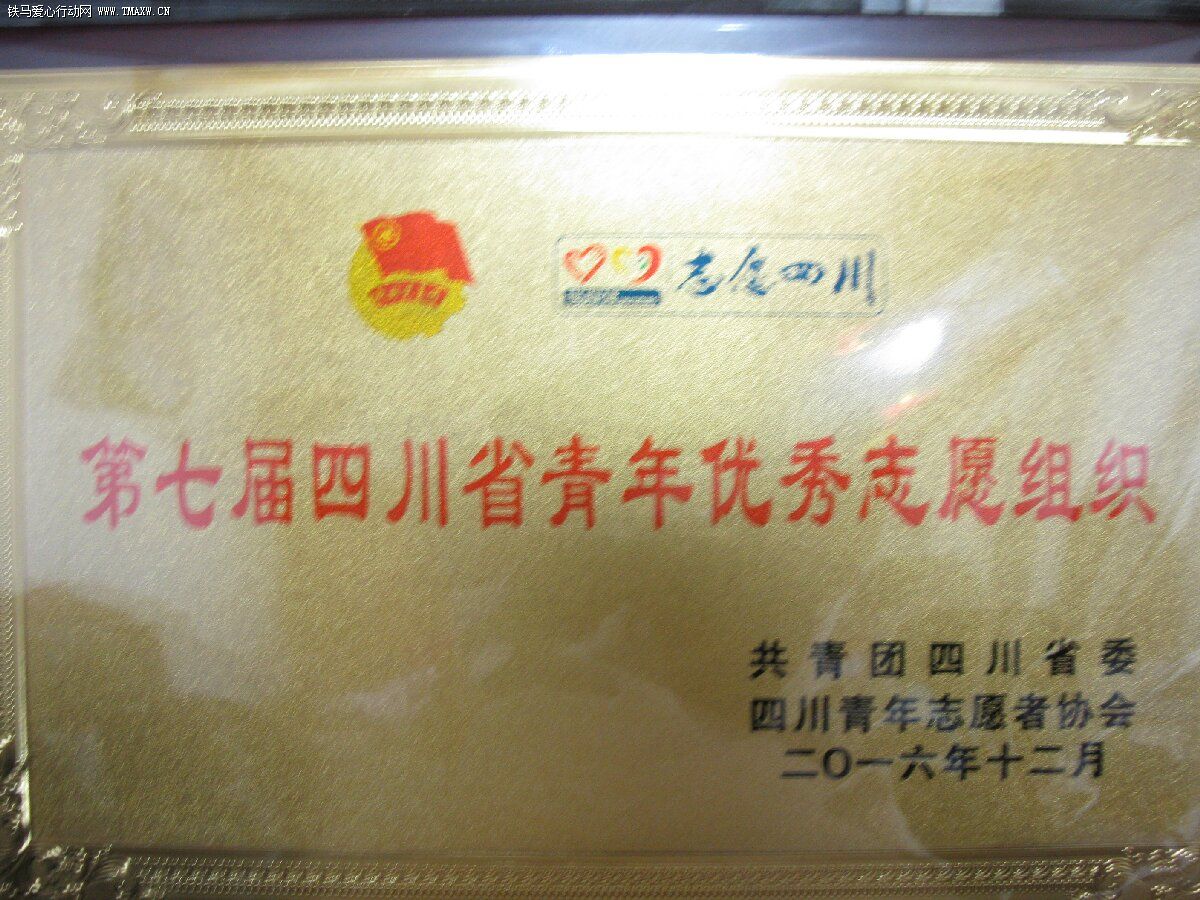 铁马爱心行动网 WWW.TMAXW.CN
志愿四川
第七届四川省青年优秀志愿组织
共青团四川省委
四川青年志愿者协会
二〇一六年十二月